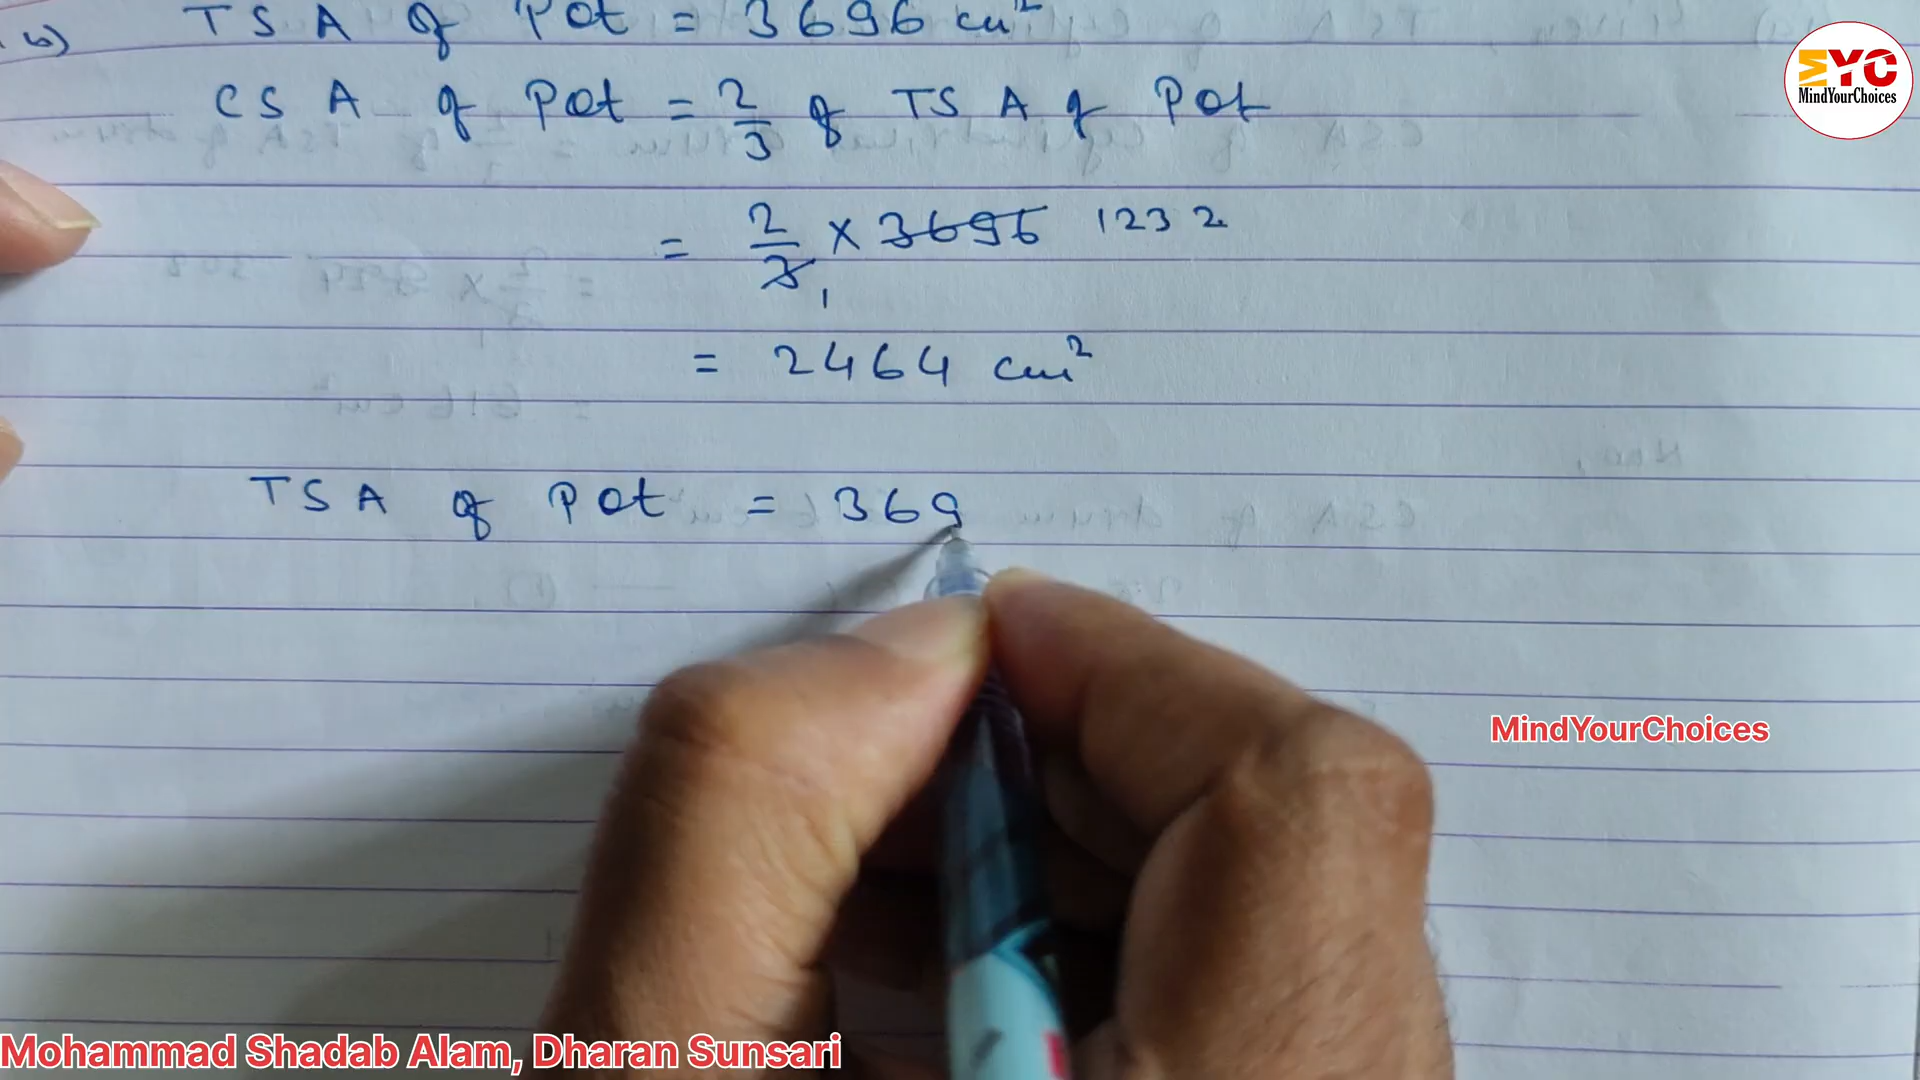 b) TSA of Pot = 3696 cm²
CSA of Pot = 2/3 of TSA of Pot
= 2/3 1 × 3696 1232
= 2464 cm²
TSA of Pot = 369
MYC
MindYourChoices
MindYourChoices
Mohammad Shadab Alam, Dharan Sunsari